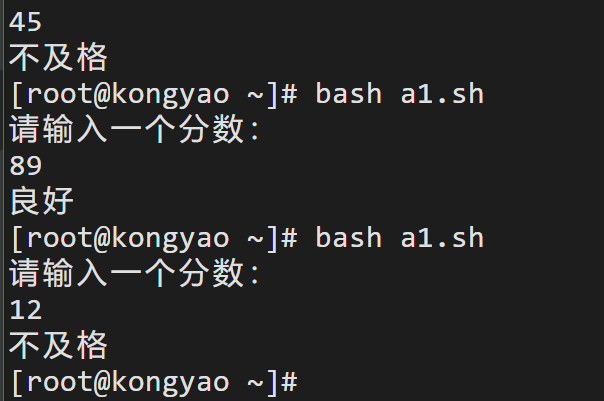 45
不及格
[root@kongyao ~]# bash a1.sh
请输入一个分数：
89
良好
[root@kongyao ~]# bash a1.sh
请输入一个分数：
12
不及格
[root@kongyao ~]#